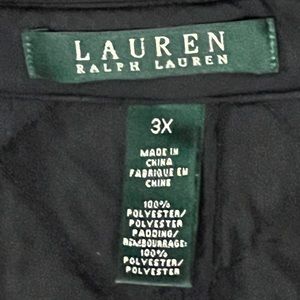 LAUREN
RALPH LAUREN
3X
MADE IN
CHINA
FABRIQUE EN
CHINE
100%
POLYESTER/
POLYESTER
PADDING/
REMBOURRAGE:
100%
POLYESTER/
POLYESTER